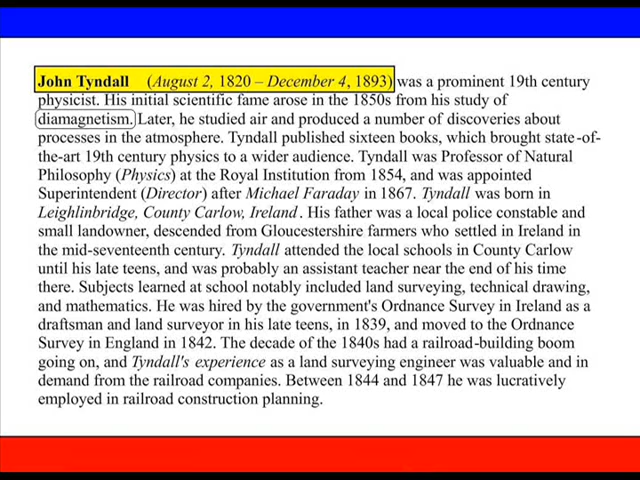 John Tyndall (August 2, 1820 – December 4, 1893) was a prominent 19th century
physicist. His initial scientific fame arose in the 1850s from his study of
diamagnetism. Later, he studied air and produced a number of discoveries about
processes in the atmosphere. Tyndall published sixteen books, which brought state-of-
the-art 19th century physics to a wider audience. Tyndall was Professor of Natural
Philosophy (Physics) at the Royal Institution from 1854, and was appointed
Superintendent (Director) after Michael Faraday in 1867. Tyndall was born in
Leighlinbridge, County Carlow, Ireland. His father was a local police constable and
small landowner, descended from Gloucestershire farmers who settled in Ireland in
the mid-seventeenth century. Tyndall attended the local schools in County Carlow
until his late teens, and was probably an assistant teacher near the end of his time
there. Subjects learned at school notably included land surveying, technical drawing,
and mathematics. He was hired by the government's Ordnance Survey in Ireland as a
draftsman and land surveyor in his late teens, in 1839, and moved to the Ordnance
Survey in England in 1842. The decade of the 1840s had a railroad-building boom
going on, and Tyndall's experience as a land surveying engineer was valuable and in
demand from the railroad companies. Between 1844 and 1847 he was lucratively
employed in railroad construction planning.